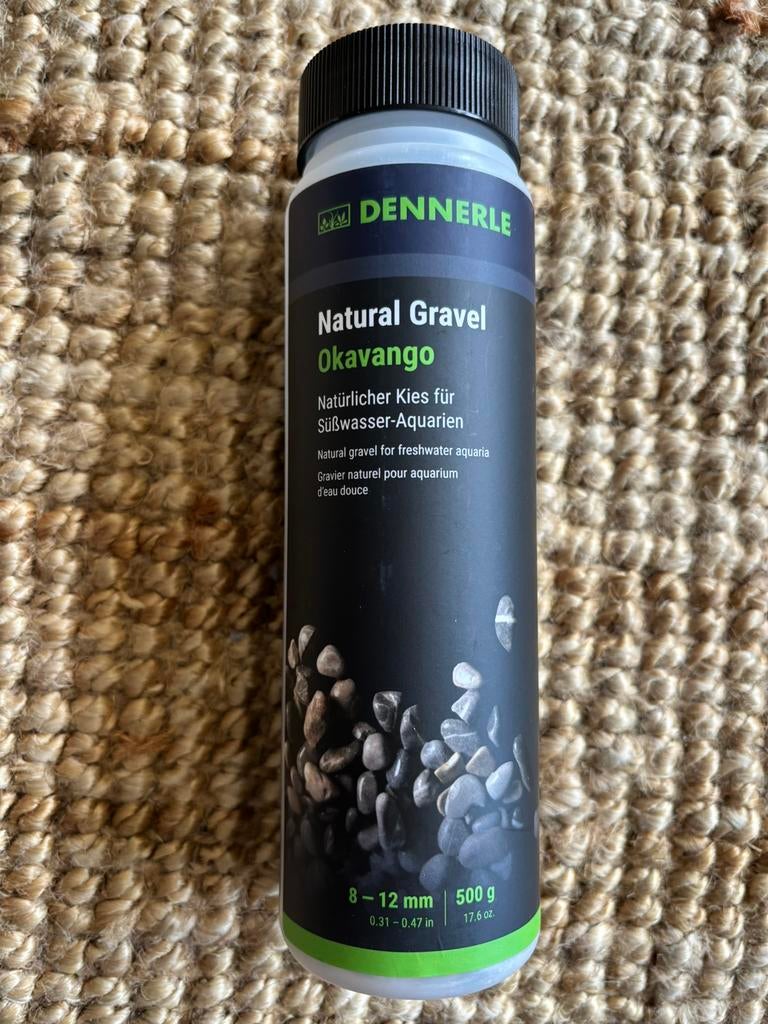 DENNERLE
Natural Gravel
Okavango
Natürlicher Kies für
Süßwasser-Aquarien
Natural gravel for freshwater aquaria
Gravier naturel pour aquarium
d'eau douce
8 – 12 mm | 500 g
0.31 – 0.47 in 17.6 oz.